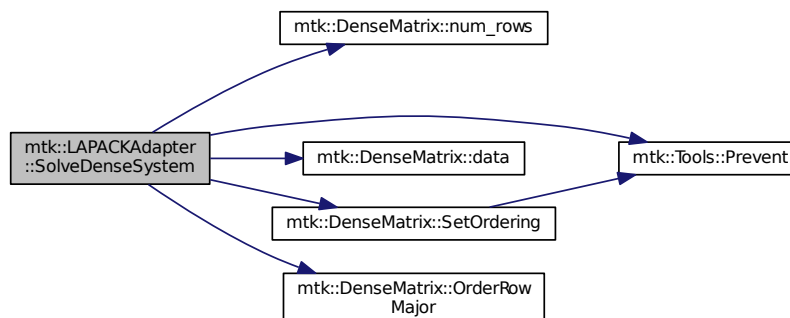 mtk::DenseMatrix::num_rows
mtk::LAPACKAdapter
::SolveDenseSystem
mtk::DenseMatrix::data
mtk::Tools::Prevent
mtk::DenseMatrix::SetOrdering
mtk::DenseMatrix::OrderRow
Major